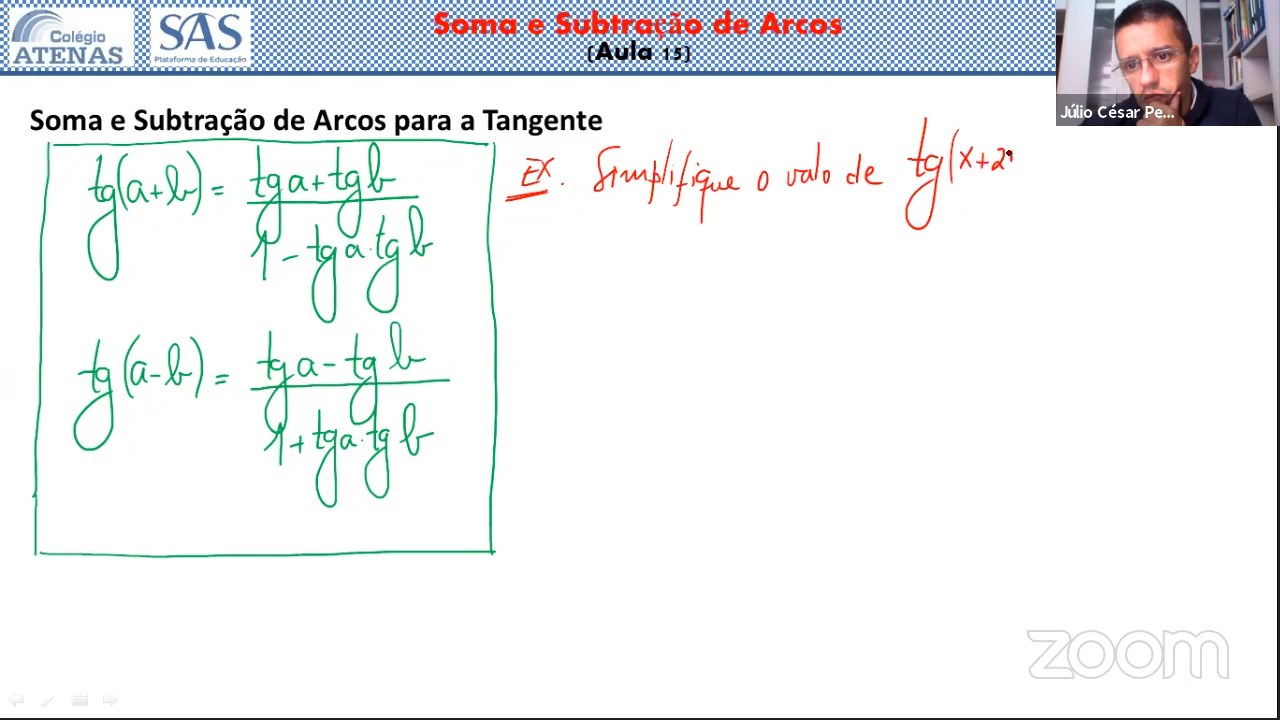 Colégio
ATENAS
SAS
Plataforma de Educação
Soma e Subtração de Arcos
(Aula 15)
Júlio César Pe...
Soma e Subtração de Arcos para a Tangente
tg(a+b) = tga+tgb
1-tga.tgb
tg(a-b) = tga-tgb
1+tga.tgb
EX. Simplifique o valo de tg(x+2
zoom